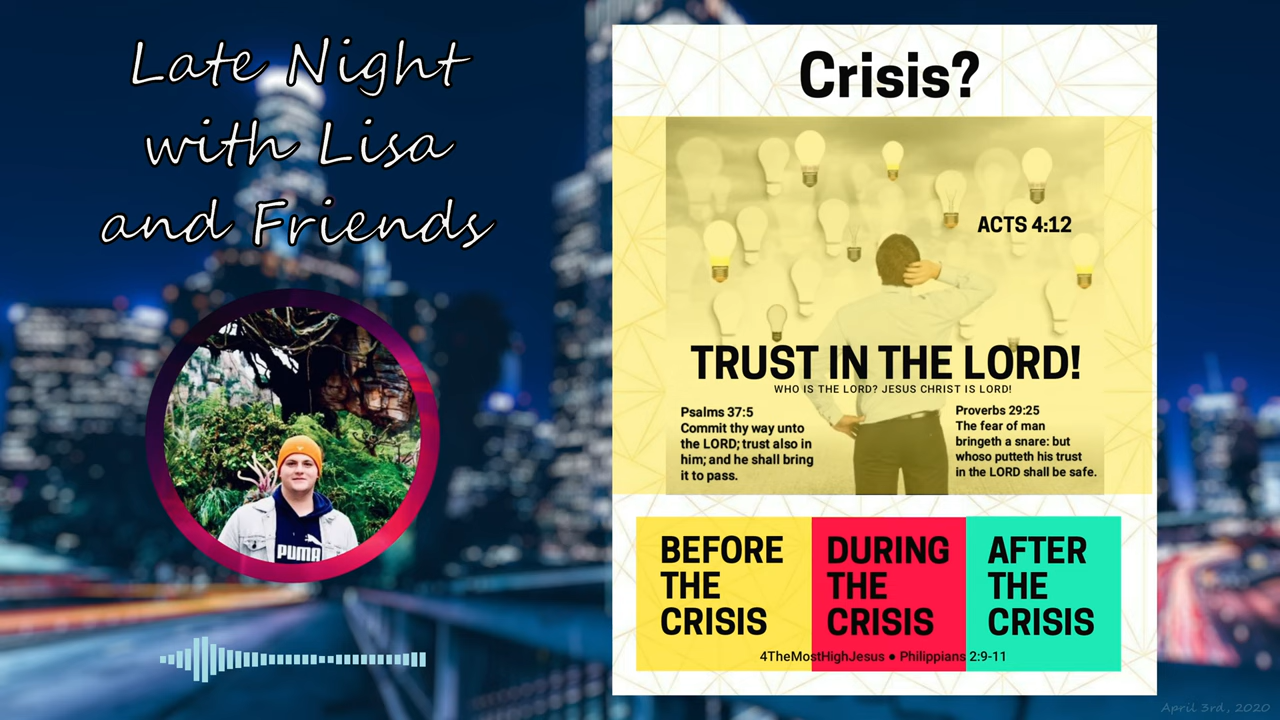 Late Night
with Lisa
and Friends
PUMA
Crisis?
ACTS 4:12
TRUST IN THE LORD!
WHO IS THE LORD? JESUS CHRIST IS LORD!
Psalms 37:5
Commit thy way unto
the LORD; trust also in
him; and he shall bring
it to pass.
Proverbs 29:25
The fear of man
bringeth a snare: but
whoso putteth his trust
in the LORD shall be safe.
BEFORE
THE
CRISIS
DURING
THE
CRISIS
AFTER
THE
CRISIS
4TheMostHighJesus ● Philippians 2:9-11
April 3rd, 2020